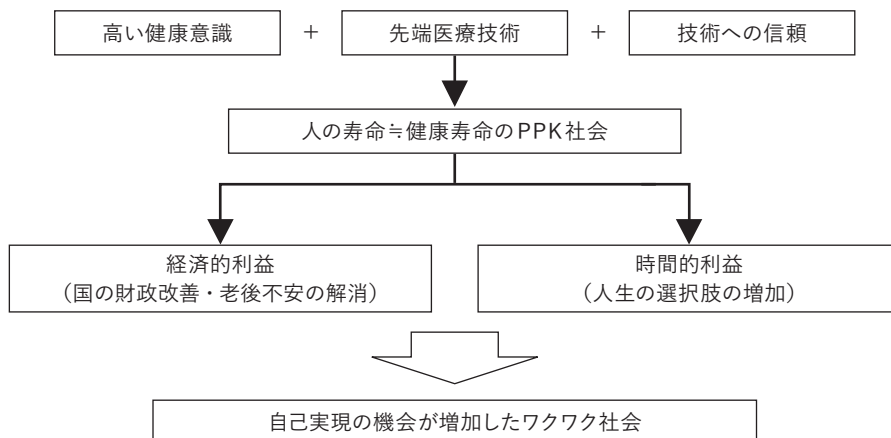 高い健康意識 + 先端医療技術 + 技術への信頼
人の寿命≒健康寿命のPPK社会
経済的利益
（国の財政改善・老後不安の解消）
時間的利益
（人生の選択肢の増加）
自己実現の機会が増加したワクワク社会